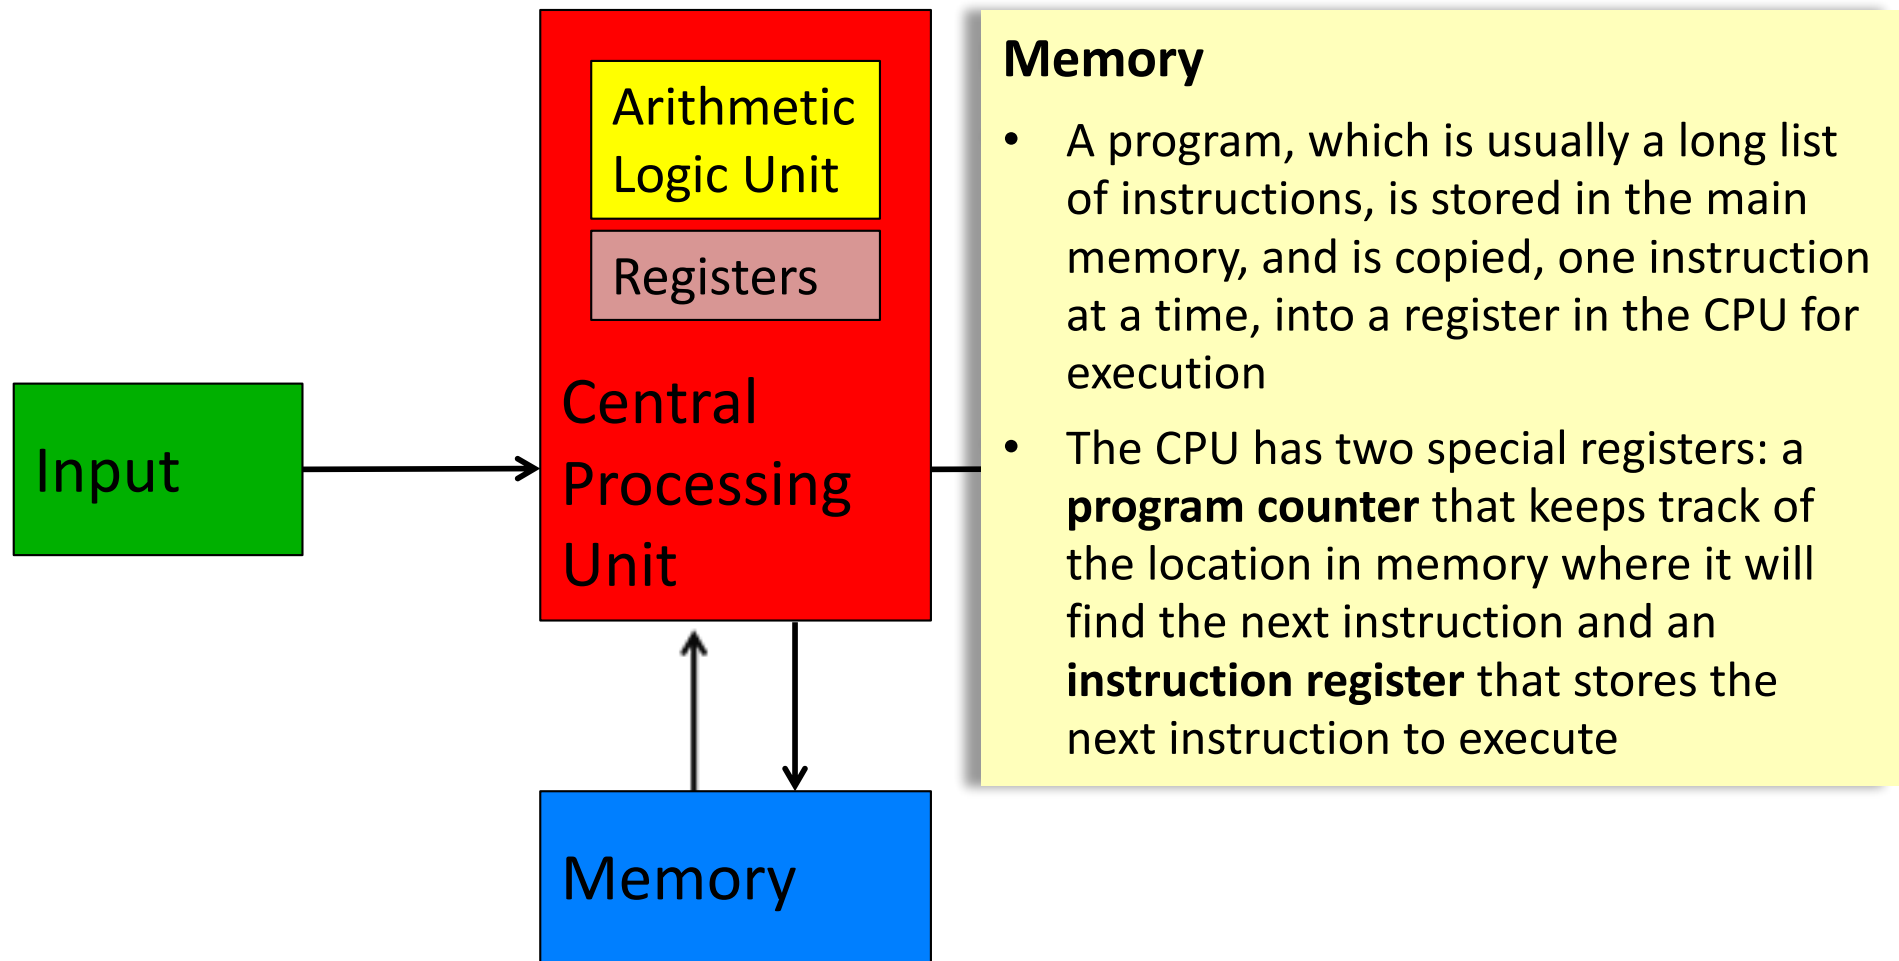 Arithmetic
Logic Unit
Registers
Central
Processing
Unit
Input
Memory
Memory
• A program, which is usually a long list
of instructions, is stored in the main
memory, and is copied, one instruction
at a time, into a register in the CPU for
execution
• The CPU has two special registers: a
program counter that keeps track of
the location in memory where it will
find the next instruction and an
instruction register that stores the
next instruction to execute